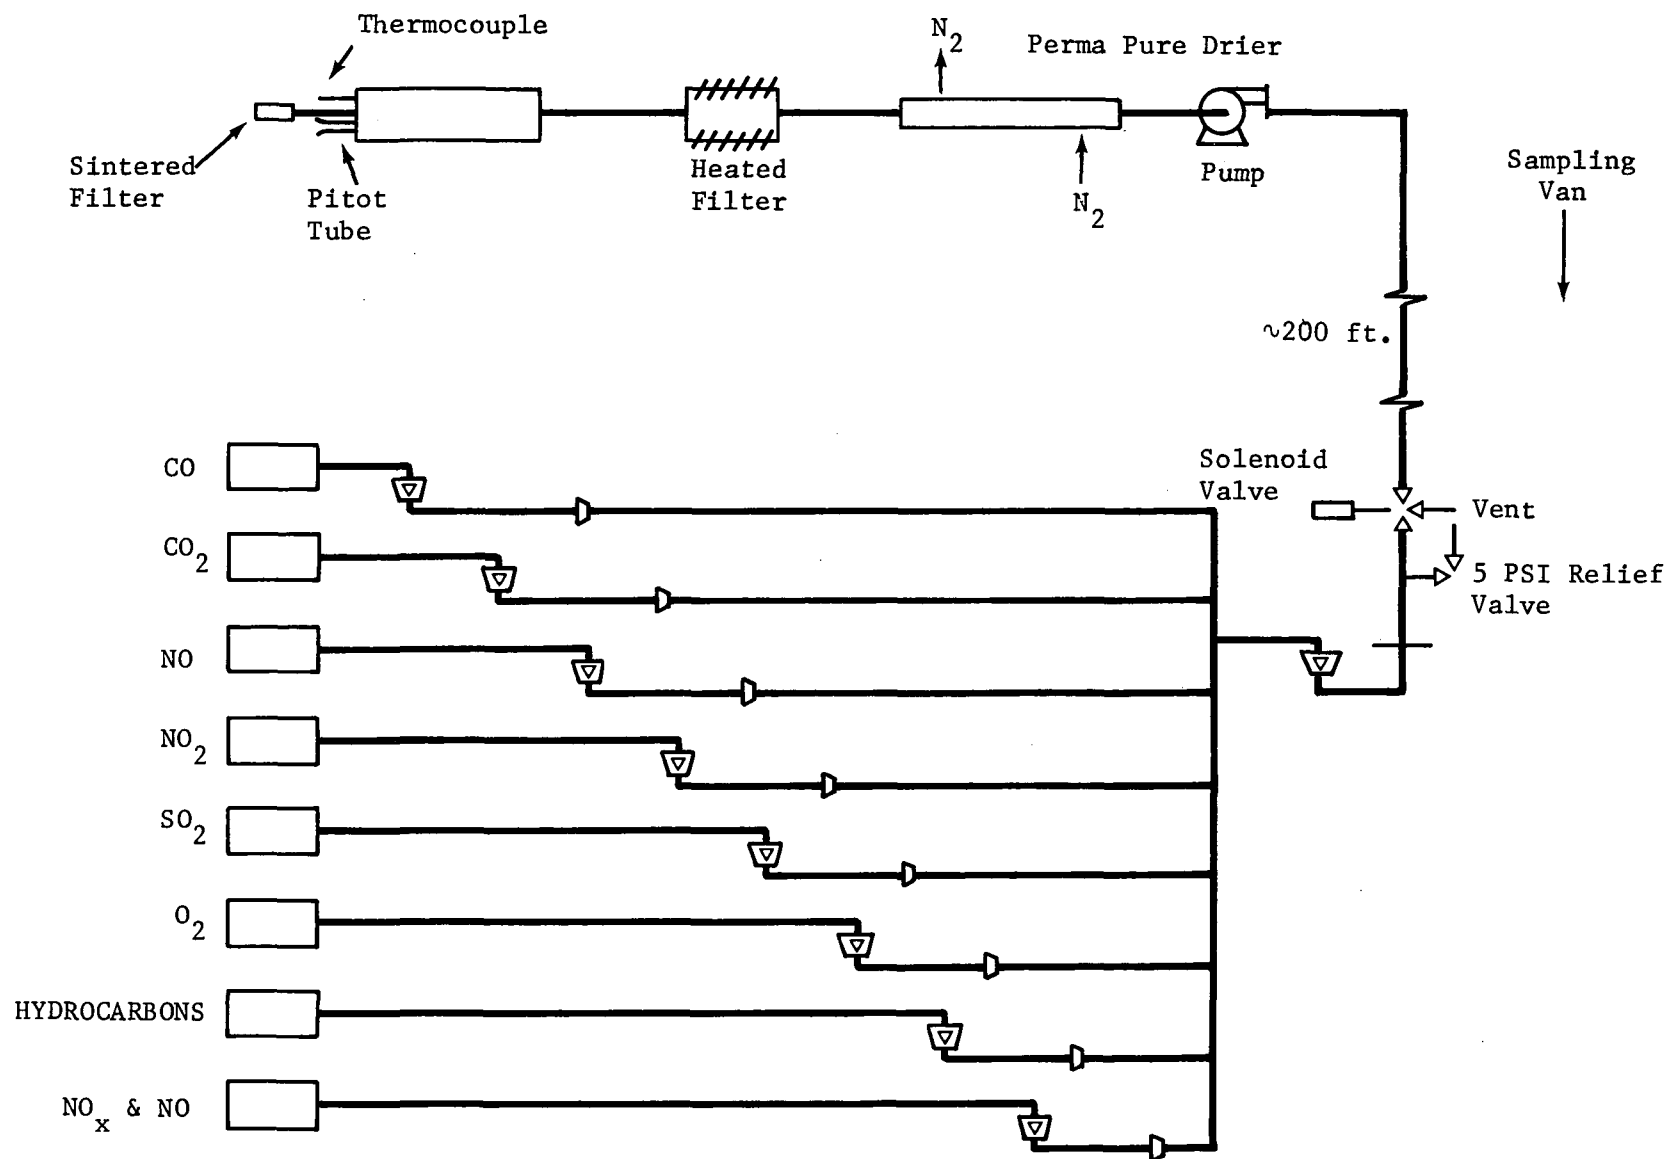 Thermocouple
N2
Perma Pure Drier
Sintered
Filter
Pitot
Tube
Heated
Filter
N2
Pump
Sampling
Van
~200 ft.
Solenoid
Valve
Vent
5 PSI Relief
Valve
CO
CO2
NO
NO2
SO2
O2
HYDROCARBONS
NOx & NO